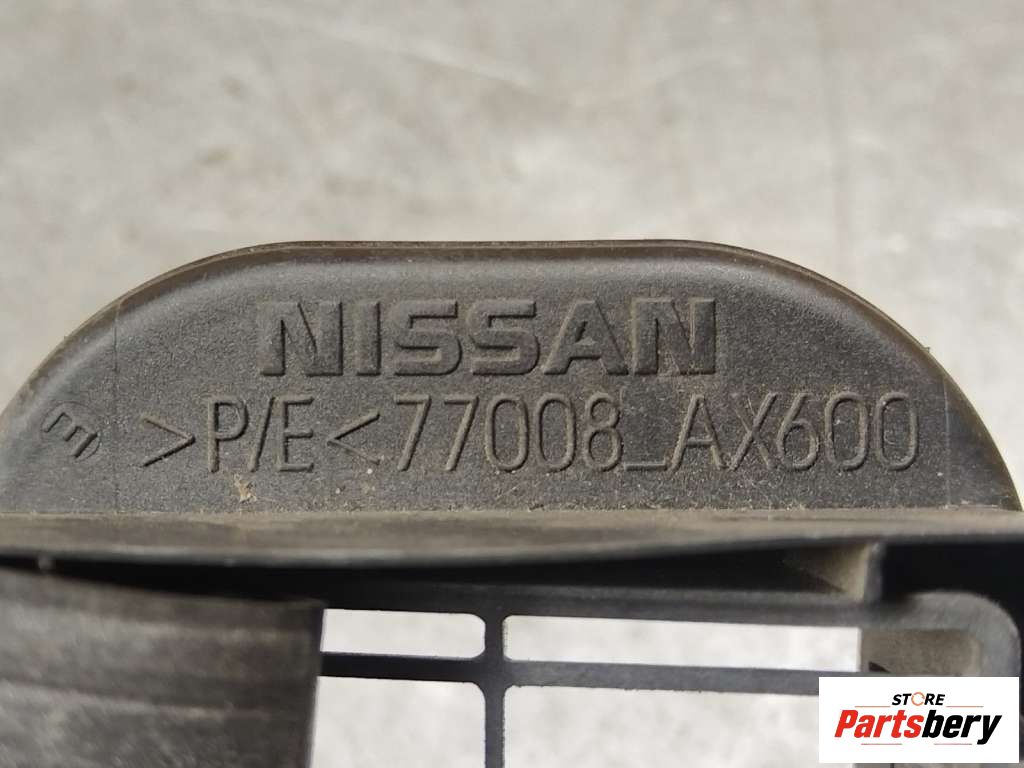 NISSAN
E >P/E< 77008_AX600
STORE
Partsbery